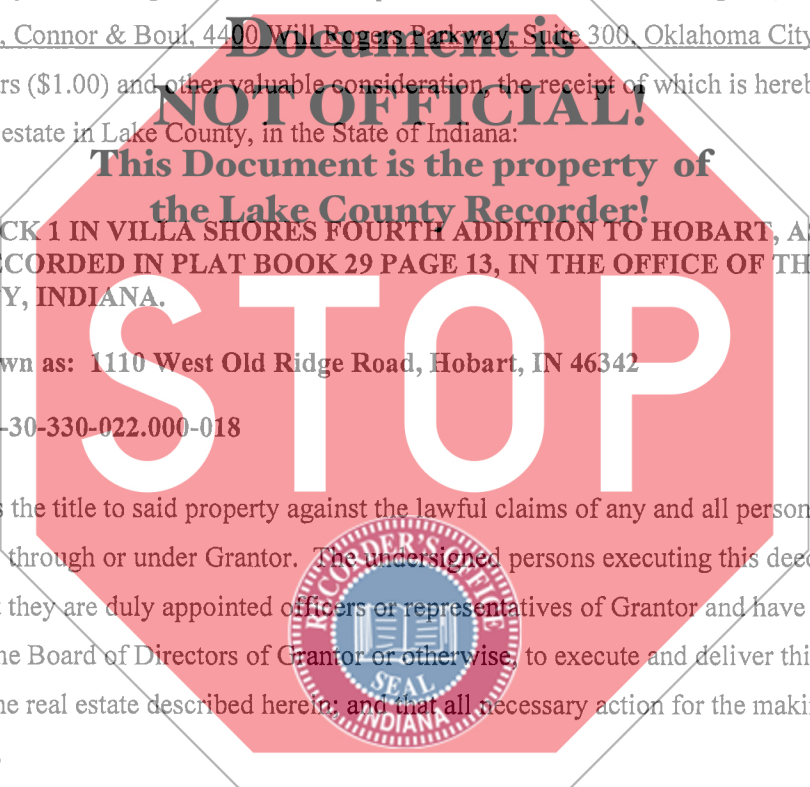 , Connor & Boul, 4400 Will Rogers Parkway, Suite 300, Oklahoma City
Document is
rs ($1.00) and other valuable consideration, the receipt of which is hereb
NOT OFFICIAL!
estate in Lake County, in the State of Indiana:
This Document is the property of
the Lake County Recorder!
CK 1 IN VILLA SHORES FOURTH ADDITION TO HOBART, AS
CORDED IN PLAT BOOK 29 PAGE 13, IN THE OFFICE OF TH
Y, INDIANA.
STOP
wn as: 1110 West Old Ridge Road, Hobart, IN 46342
-30-330-022.000-018
s the title to said property against the lawful claims of any and all person
through or under Grantor. The undersigned persons executing this deed
they are duly appointed officers or representatives of Grantor and have
he Board of Directors of Grantor or otherwise, to execute and deliver thi
he real estate described herein; and that all necessary action for the maki
RECORDER'S OFFICE
SEAL
INDIANA